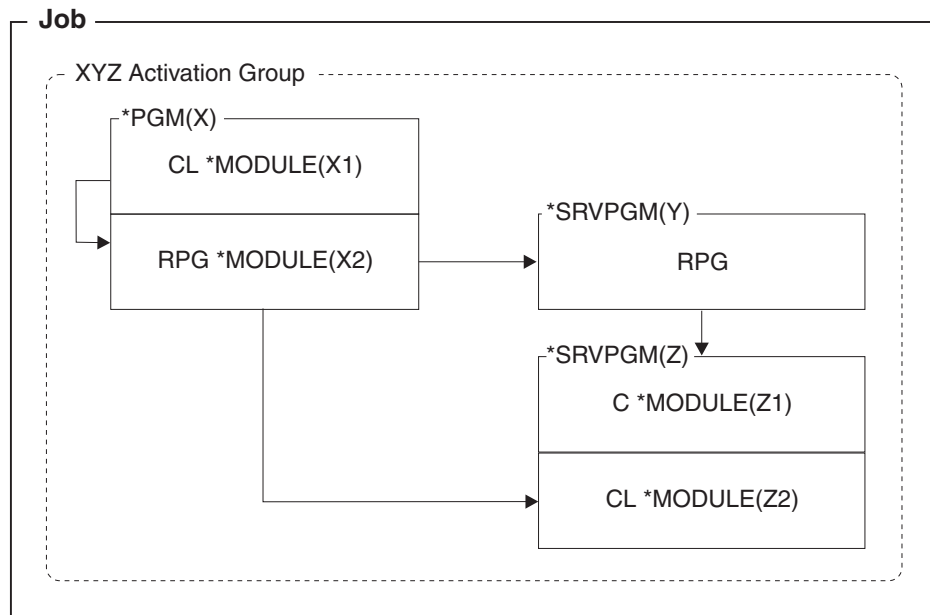 Job
XYZ Activation Group
*PGM(X)
CL *MODULE(X1)
RPG *MODULE(X2)
*SRVPGM(Y)
RPG
*SRVPGM(Z)
C *MODULE(Z1)
CL *MODULE(Z2)